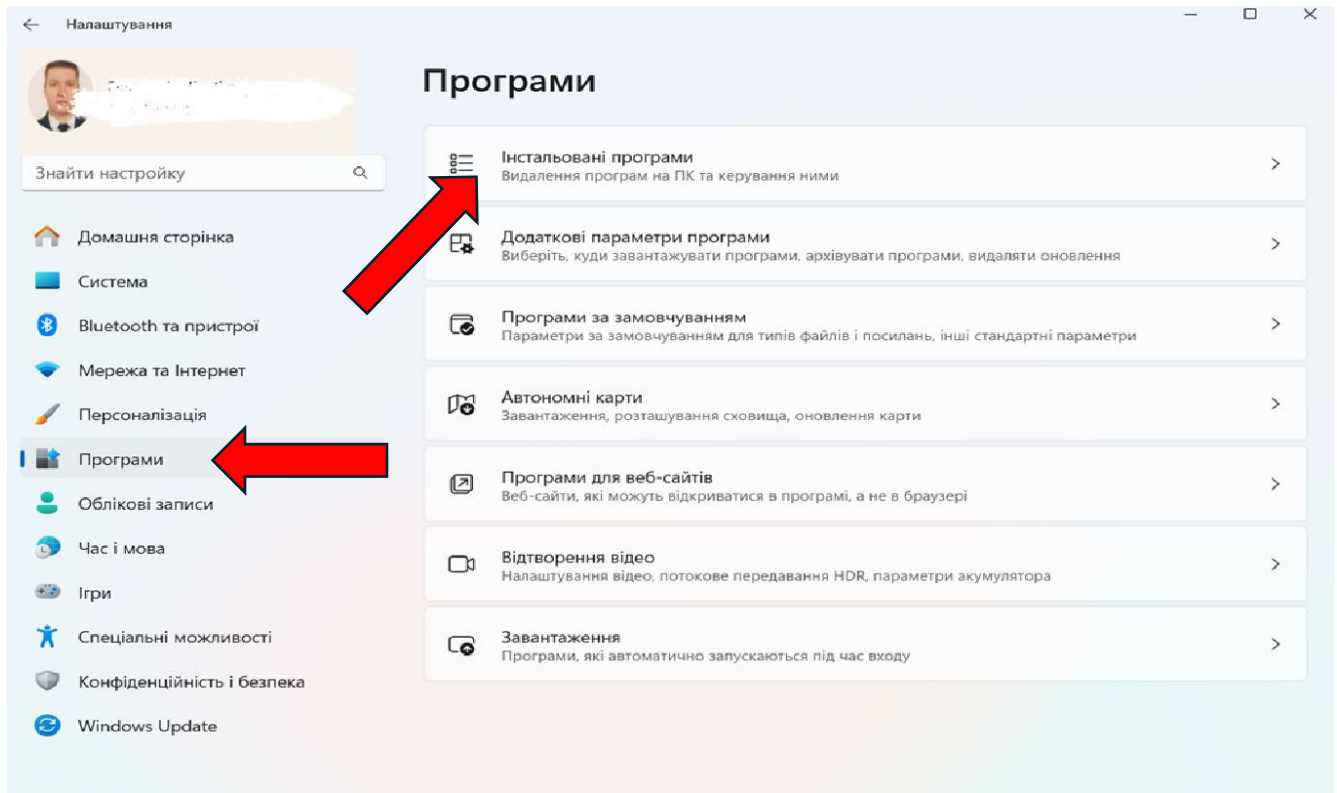 Налаштування
Знайти настройку
Домашня сторінка
Система
Bluetooth та пристрої
Мережа та Інтернет
Персоналізація
Програми
Облікові записи
Час і мова
Ігри
Спеціальні можливості
Конфіденційність і безпека
Windows Update
Програми
Інстальовані програми
Видалення програм на ПК та керування ними
Додаткові параметри програми
Виберіть, куди завантажувати програми, архівувати програми, видаляти оновлення
Програми за замовчуванням
Параметри за замовчуванням для типів файлів і посилань, інші стандартні параметри
Автономні карти
Завантаження, розташування сховища, оновлення карти
Програми для веб-сайтів
Веб-сайти, які можуть відкриватися в програмі, а не в браузері
Відтворення відео
Налаштування відео, потокове передавання HDR, параметри акумулятора
Завантаження
Програми, які автоматично запускаються під час входу